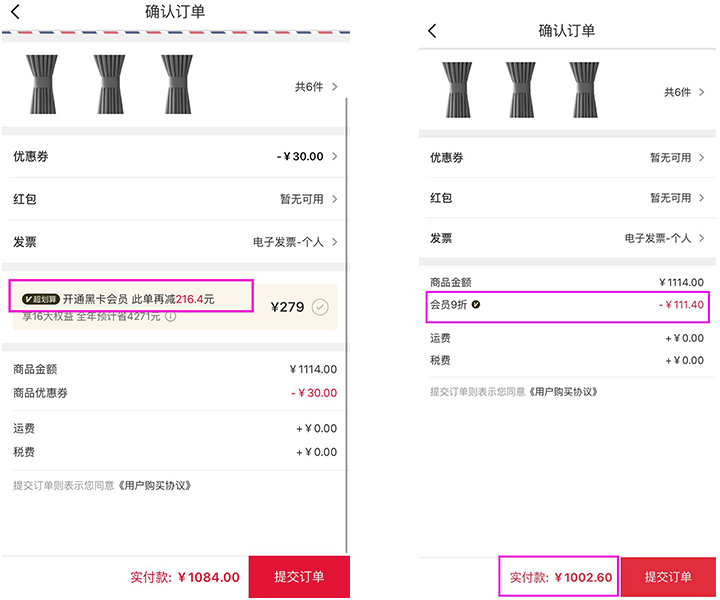 确认订单
共6件
优惠券
-¥30.00
红包
暂无可用
发票
电子发票-个人
超划算 开通黑卡会员 此单再减216.4元
享16大权益 全年预计省4271元
¥279
商品金额
¥1114.00
商品优惠券
-¥30.00
运费
+¥0.00
税费
+¥0.00
提交订单则表示您同意《用户购买协议》
实付款: ¥1084.00
提交订单
确认订单
共6件
优惠券
暂无可用
红包
暂无可用
发票
电子发票-个人
商品金额
¥1114.00
会员9折
-¥111.40
运费
+¥0.00
税费
+¥0.00
提交订单则表示您同意《用户购买协议》
实付款: ¥1002.60
提交订单